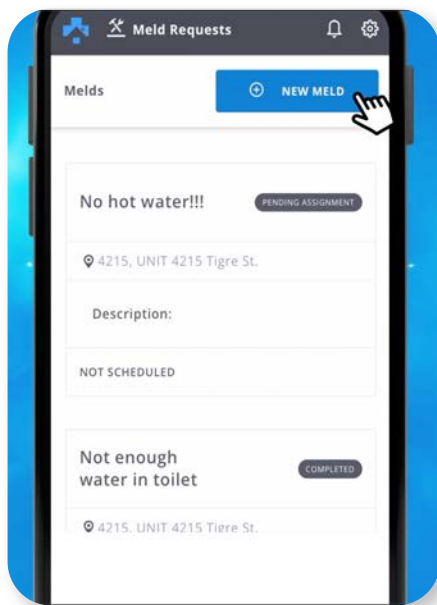 Meld Requests
Melds
NEW MELD
No hot water!!!
PENDING ASSIGNMENT
4215, UNIT 4215 Tigre St.
Description:
NOT SCHEDULED
Not enough
water in toilet
COMPLETED
4215, UNIT 4215 Tigre St.